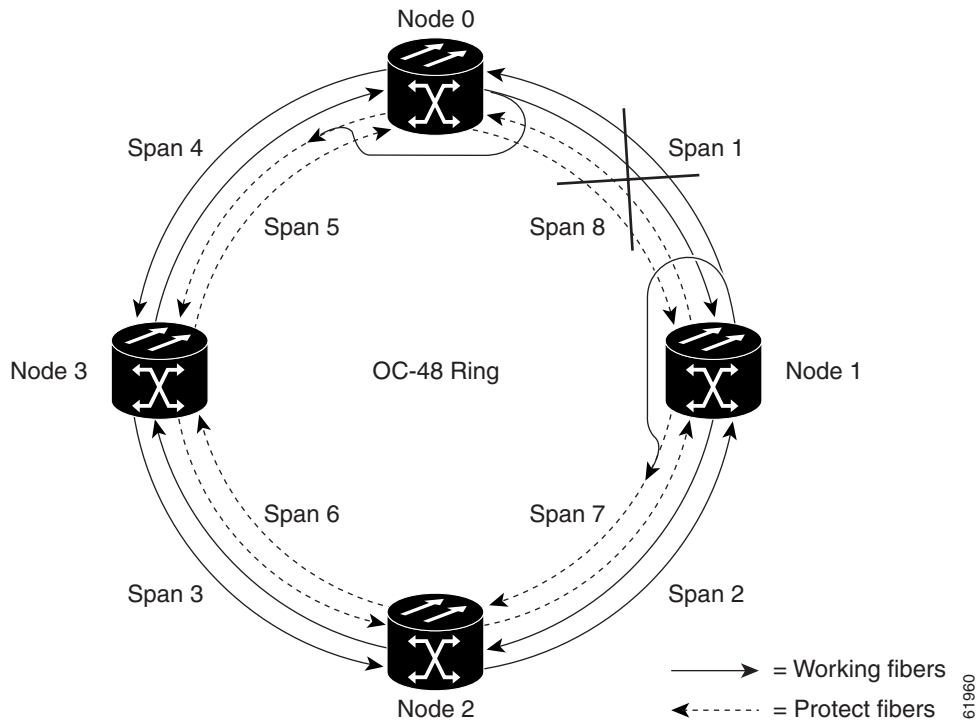 Node 0
Span 4
Span 1
Span 5
Span 8
Node 3
OC-48 Ring
Node 1
Span 6
Span 7
Span 3
Span 2
Node 2
= Working fibers
= Protect fibers
61960